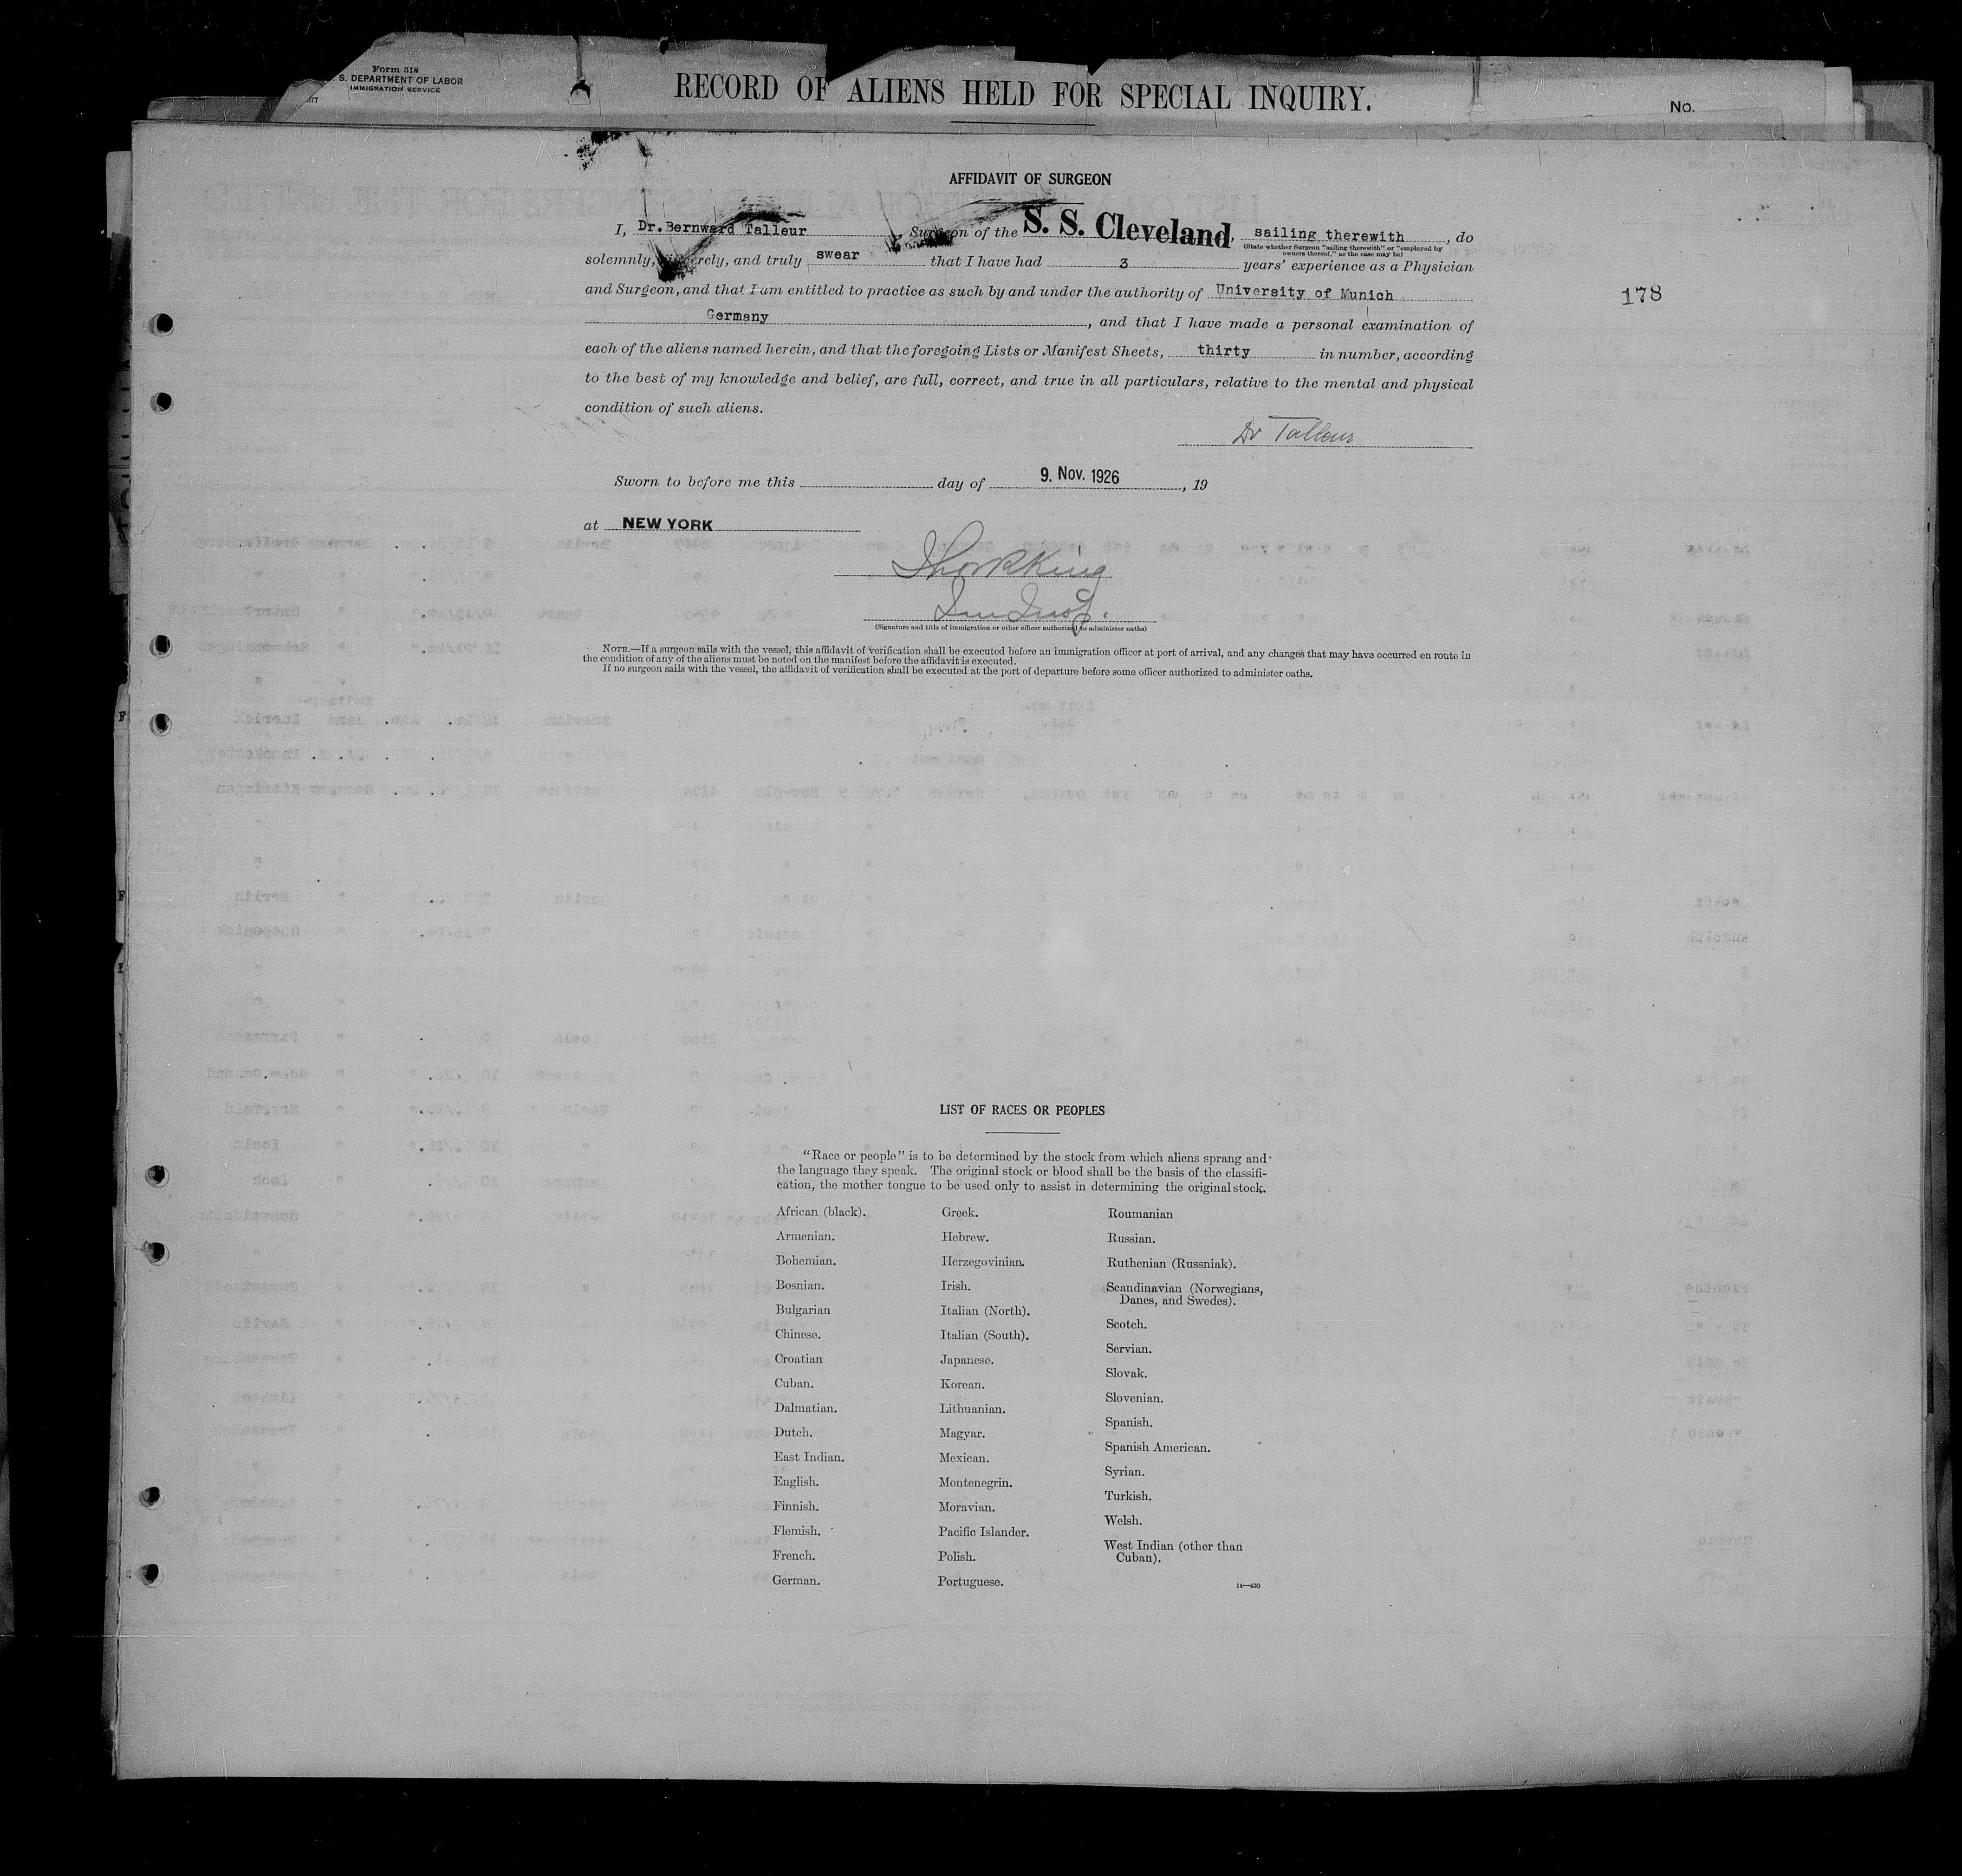 Form 518
S. DEPARTMENT OF LABOR
IMMIGRATION SERVICE
577
RECORD OF ALIENS HELD FOR SPECIAL INQUIRY.
No.
AFFIDAVIT OF SURGEON
I, Dr. Bernward Talleur Surgeon of the S. S. Cleveland, sailing therewith, do
(State whether Surgeon "sailing therewith" or "employed by
owners thereof," as the case may be)
solemnly, sincerely, and truly swear that I have had 3 years' experience as a Physician
and Surgeon, and that I am entitled to practice as such by and under the authority of University of Munich
178
Germany, and that I have made a personal examination of
each of the aliens named herein, and that the foregoing Lists or Manifest Sheets, thirty in number, according
to the best of my knowledge and belief, are full, correct, and true in all particulars, relative to the mental and physical
condition of such aliens.
Dr Talleur
Sworn to before me this day of 9. Nov. 1926, 19
at NEW YORK
King
Imm Insp.
(Signature and title of immigration or other officer authorized to administer oaths)
NOTE.—If a surgeon sails with the vessel, this affidavit of verification shall be executed before an immigration officer at port of arrival, and any changes that may have occurred en route in
the condition of any of the aliens must be noted on the manifest before the affidavit is executed.
If no surgeon sails with the vessel, the affidavit of verification shall be executed at the port of departure before some officer authorized to administer oaths.
LIST OF RACES OR PEOPLES
"Race or people" is to be determined by the stock from which aliens sprang and
the language they speak. The original stock or blood shall be the basis of the classifi-
cation, the mother tongue to be used only to assist in determining the original stock.
African (black).
Armenian.
Bohemian.
Bosnian.
Bulgarian
Chinese.
Croatian
Cuban.
Dalmatian.
Dutch.
East Indian.
English.
Finnish.
Flemish.
French.
German.
Greek.
Hebrew.
Herzegovinian.
Irish.
Italian (North).
Italian (South).
Japanese.
Korean.
Lithuanian.
Magyar.
Mexican.
Montenegrin.
Moravian.
Pacific Islander.
Polish.
Portuguese.
Roumanian
Russian.
Ruthenian (Russniak).
Scandinavian (Norwegians,
Danes, and Swedes).
Scotch.
Servian.
Slovak.
Slovenian.
Spanish.
Spanish American.
Syrian.
Turkish.
Welsh.
West Indian (other than
Cuban).
14—430